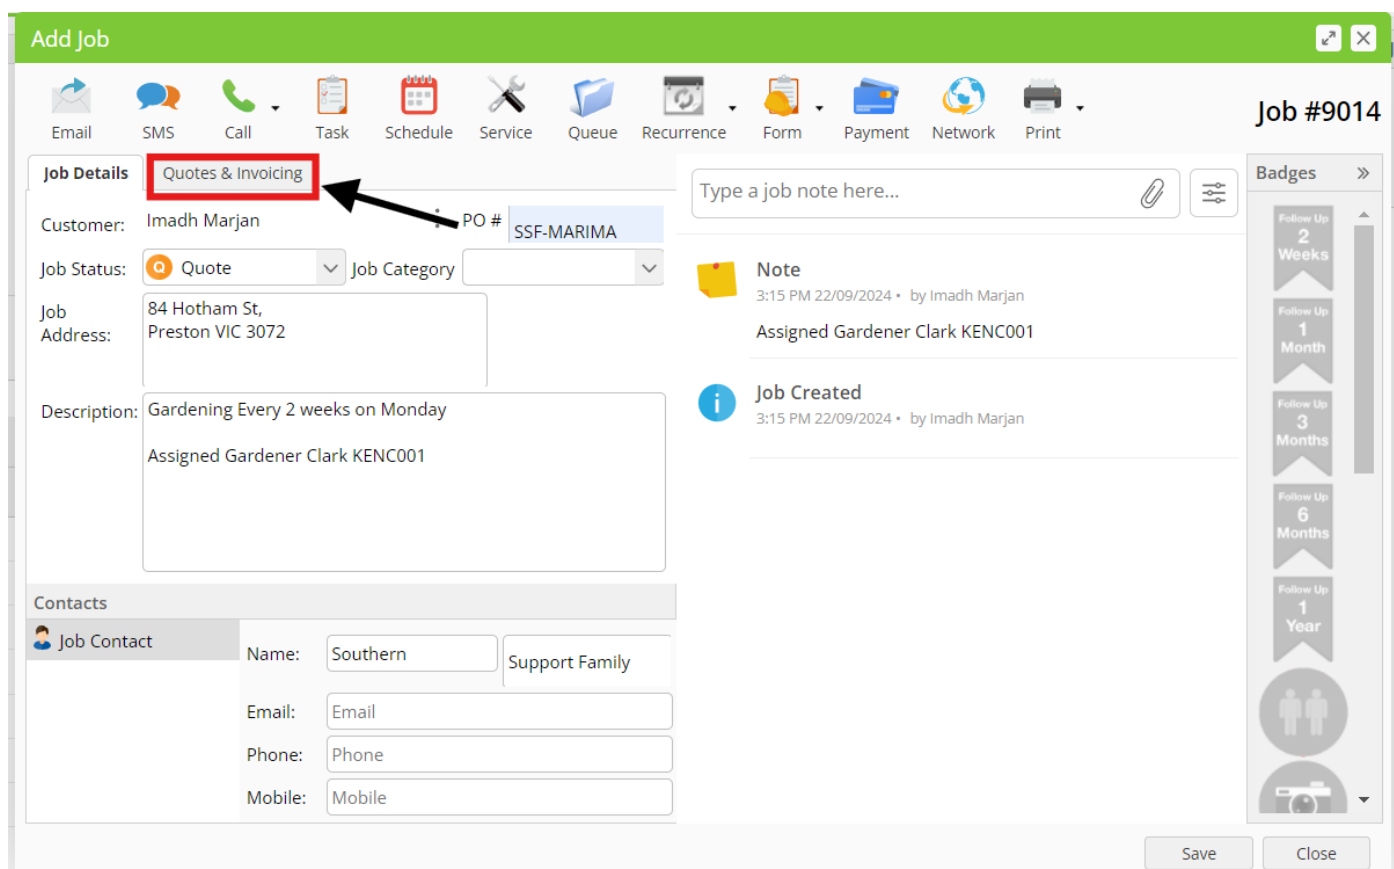 Add Job
Email
SMS
Call
Task
Schedule
Service
Queue
Recurrence
Form
Payment
Network
Print
Job #9014
Job Details
Quotes & Invoicing
Customer:
Imadh Marjan
PO #
SSF-MARIMA
Job Status:
Q
Quote
Job Category
Job
Address:
84 Hotham St,
Preston VIC 3072
Description:
Gardening Every 2 weeks on Monday
Assigned Gardener Clark KENC001
Contacts
Job Contact
Name:
Southern
Support Family
Email:
Email
Phone:
Phone
Mobile:
Mobile
Type a job note here...
Note
3:15 PM 22/09/2024 • by Imadh Marjan
Assigned Gardener Clark KENC001
i
Job Created
3:15 PM 22/09/2024 • by Imadh Marjan
Badges
Follow Up
2
Weeks
Follow Up
1
Month
Follow Up
3
Months
Follow Up
6
Months
Follow Up
1
Year
Save
Close